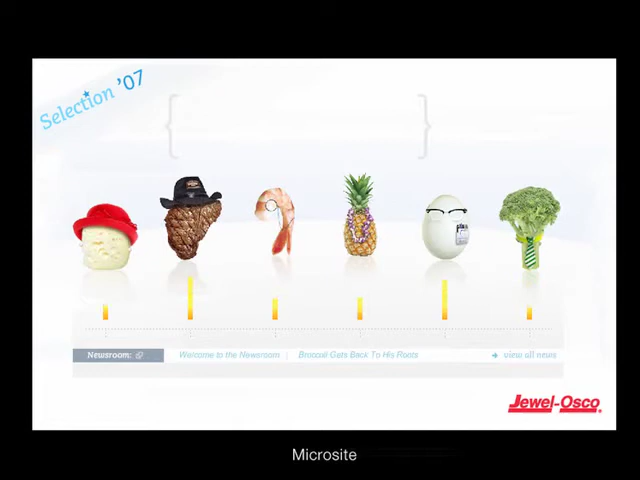 Selection '07
Newsroom:
Welcome to the Newsroom | Broccoli Gets Back To His Roots
view all news
Jewel-Osco
Microsite